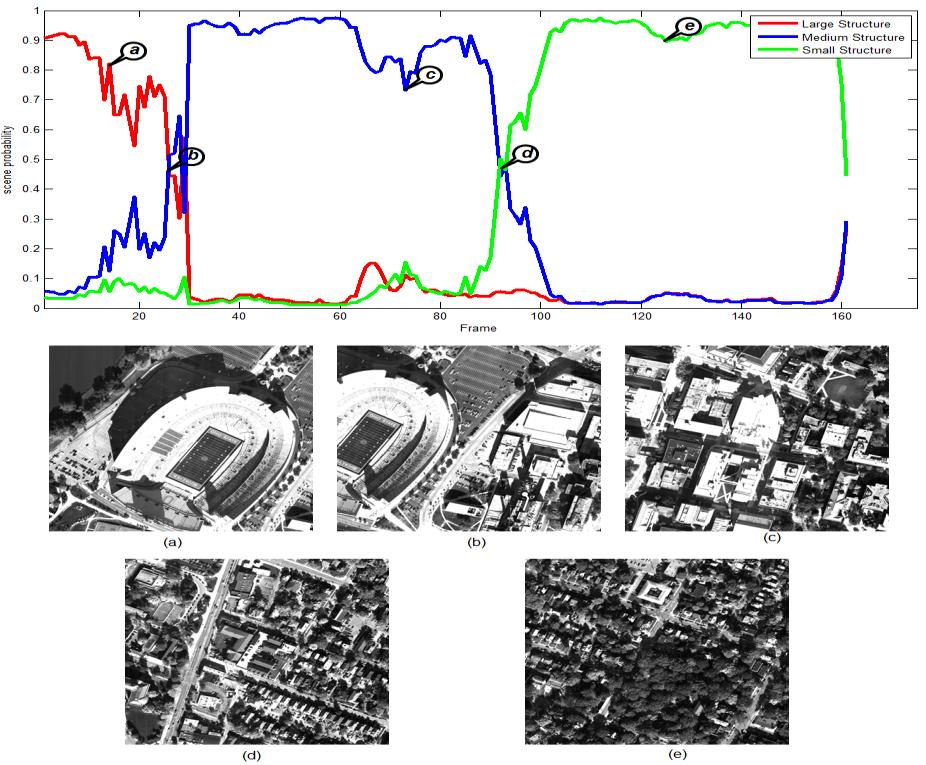 1
0.9
0.8
0.7
0.6
0.5
0.4
0.3
0.2
0.1
0
scene probability
a
b
c
d
e
Large Structure
Medium Structure
Small Structure
20 40 60 80 100 120 140 160
Frame
(a) (b) (c)
(d) (e)